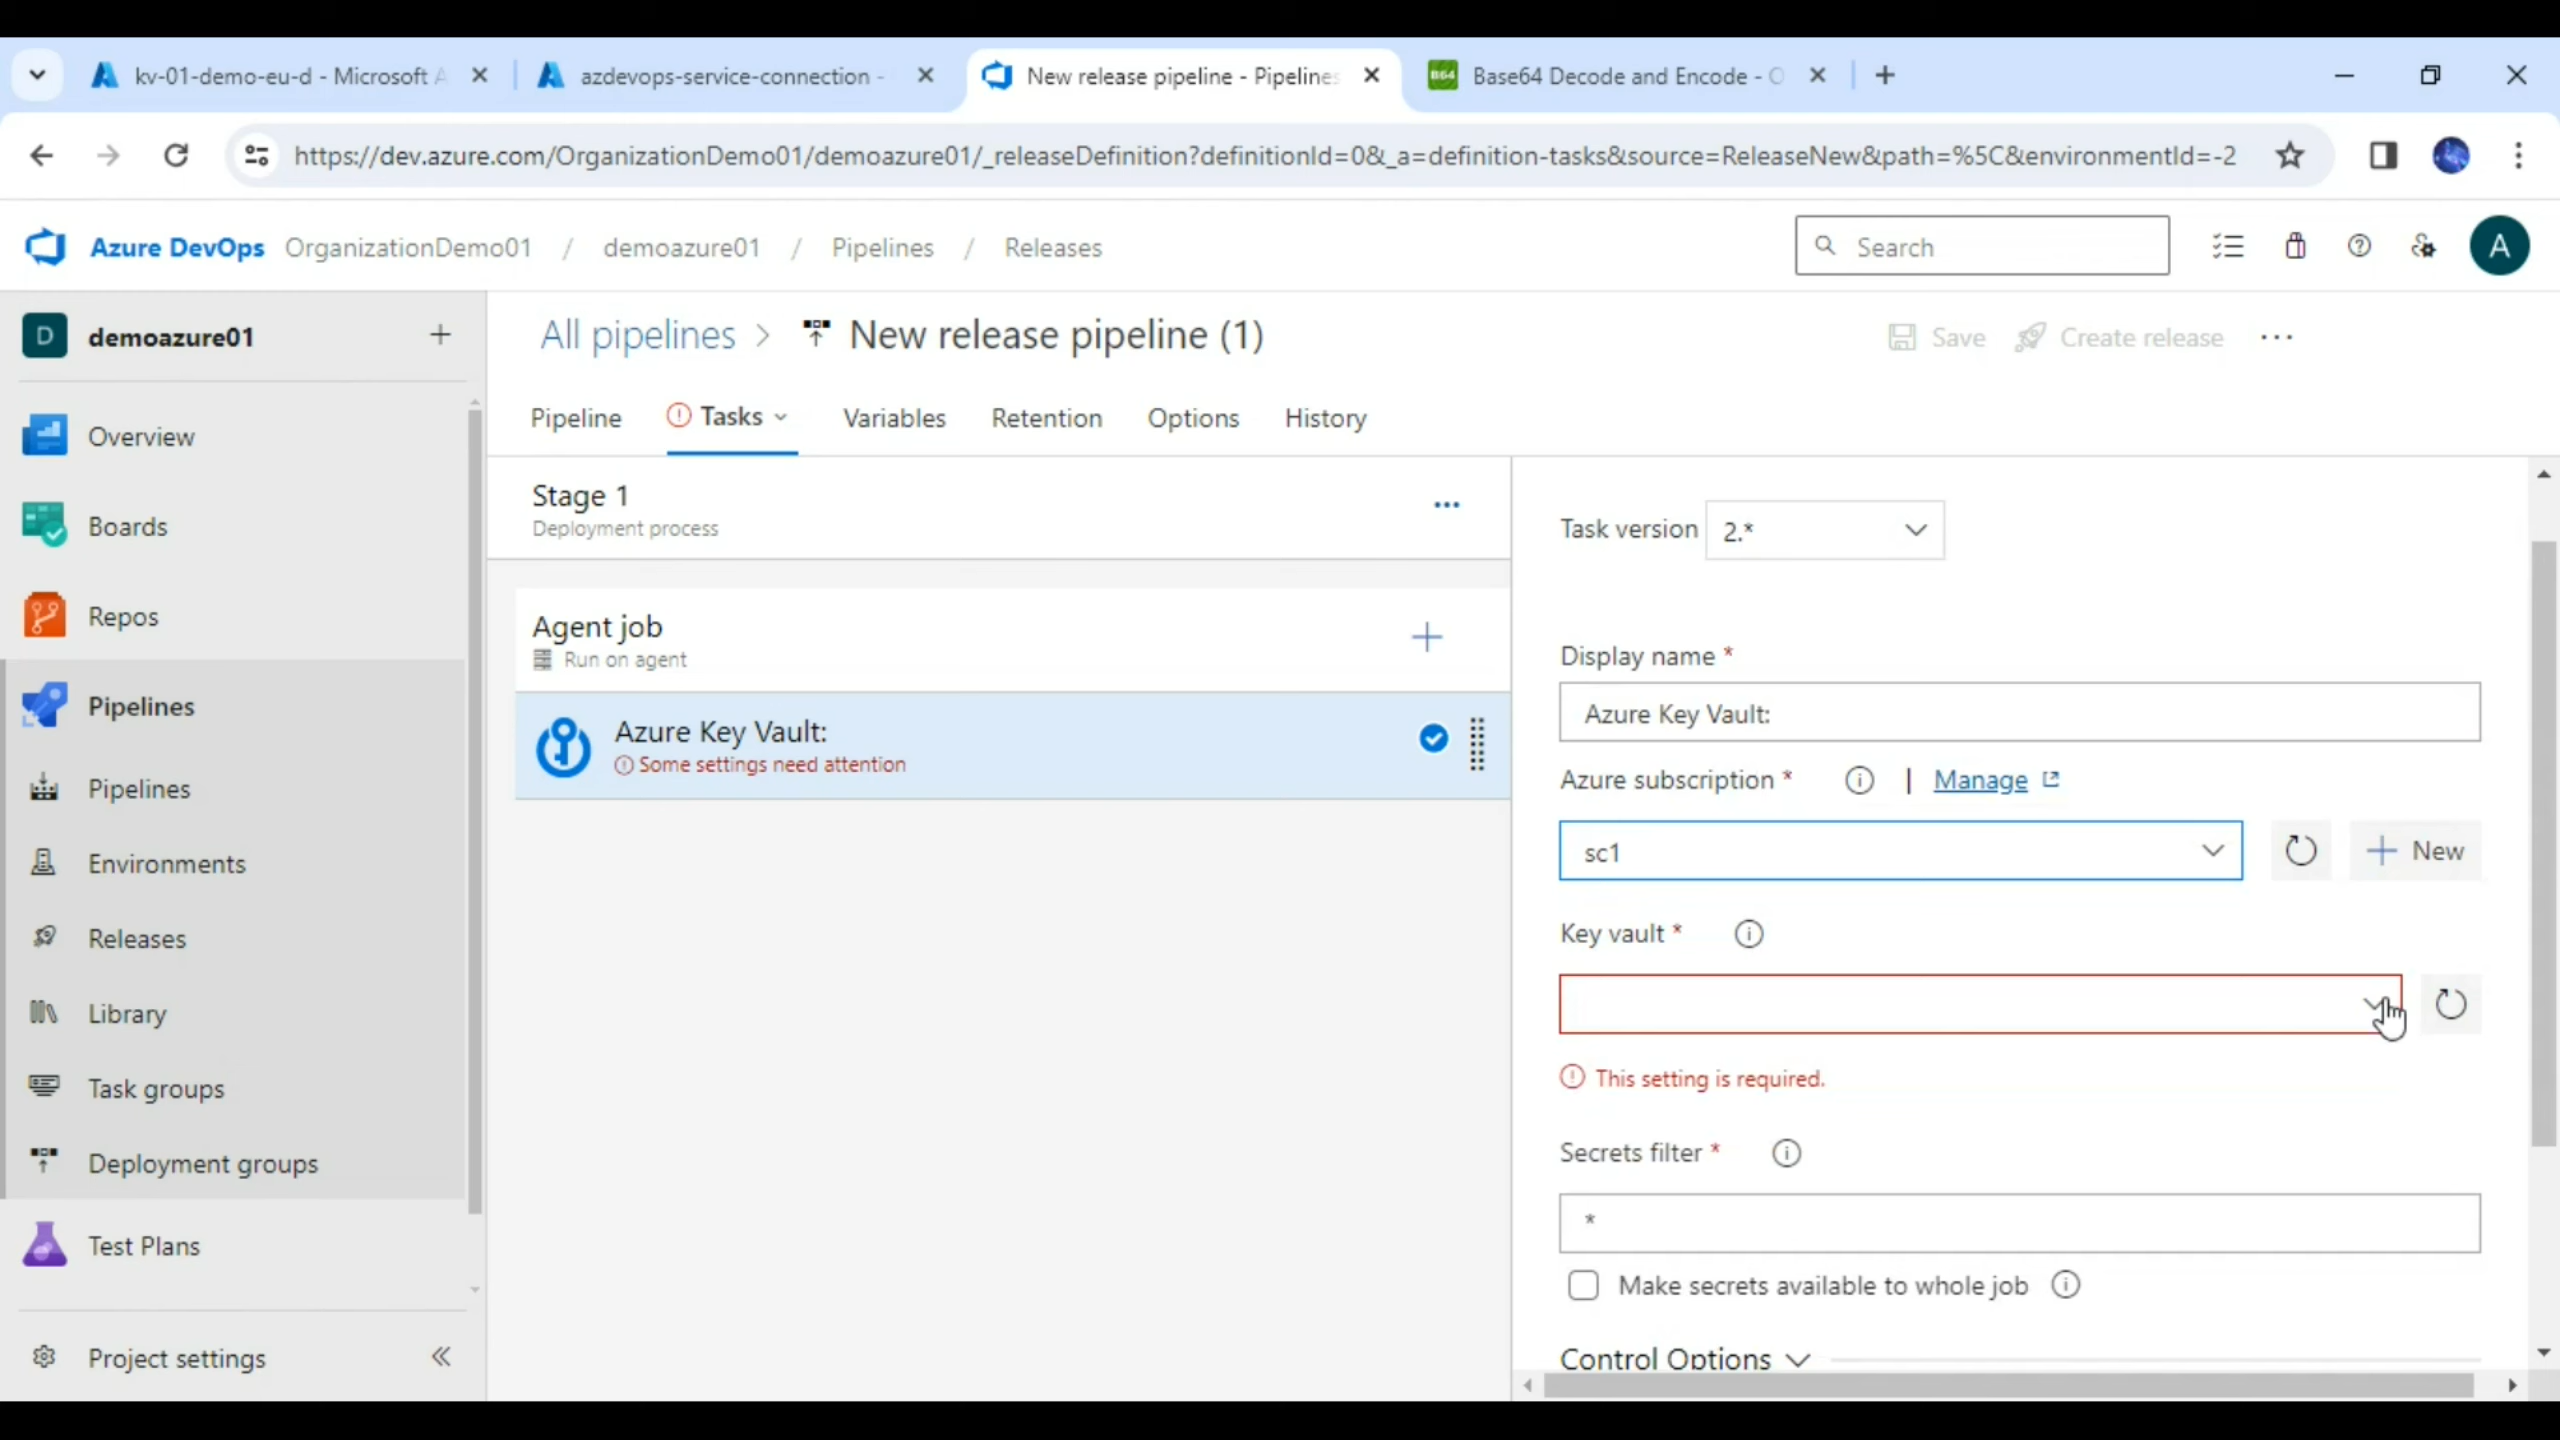 kv-01-demo-eu-d - Microsoft A
azdevops-service-connection -
New release pipeline - Pipelines
B64
Base64 Decode and Encode - O
https://dev.azure.com/OrganizationDemo01/demoazure01/_releaseDefinition?definitionId=0&_a=definition-tasks&source=ReleaseNew&path=%5C&environmentId=-2
Azure DevOps
OrganizationDemo01 / demoazure01 / Pipelines / Releases
Search
A
D
demoazure01
Overview
Boards
Repos
Pipelines
Pipelines
Environments
Releases
Library
Task groups
Deployment groups
Test Plans
Project settings
All pipelines > New release pipeline (1)
Save
Create release
Pipeline
Tasks
Variables
Retention
Options
History
Stage 1
Deployment process
Agent job
Run on agent
Azure Key Vault:
Some settings need attention
Task version
2.*
Display name *
Azure Key Vault:
Azure subscription *
| Manage
sc1
New
Key vault *
This setting is required.
Secrets filter *
*
Make secrets available to whole job
Control Options